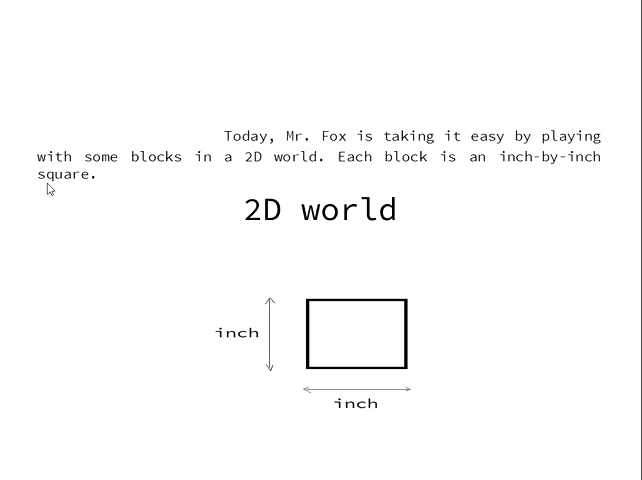 Today, Mr. Fox is taking it easy by playing
with some blocks in a 2D world. Each block is an inch-by-inch
square.
2D world
inch
inch